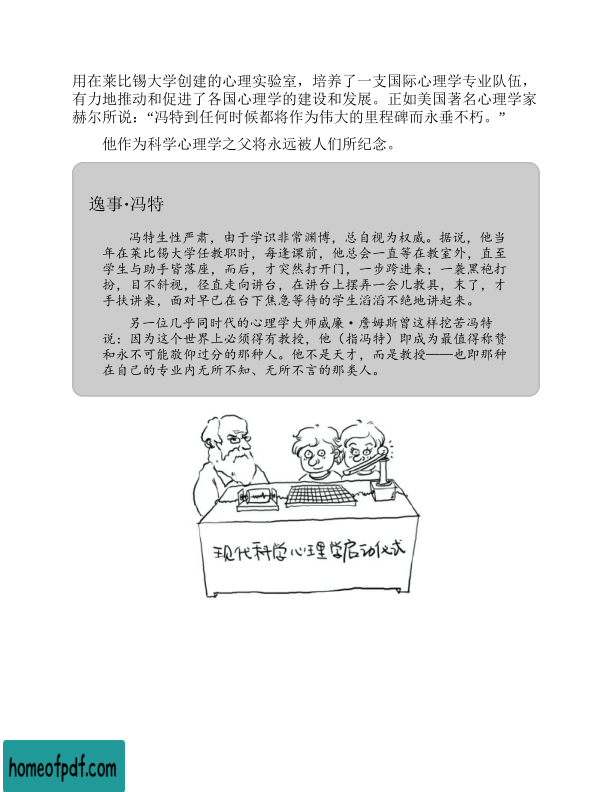 用在莱比锡大学创建的心理实验室，培养了一支国际心理学专业队伍，
有力地推动和促进了各国心理学的建设和发展。正如美国著名心理学家
赫尔所说：“冯特到任何时候都将作为伟大的里程碑而永垂不朽。”
他作为科学心理学之父将永远被人们所纪念。
逸事·冯特
冯特生性严肃，由于学识非常渊博，总自视为权威。据说，他当
年在莱比锡大学任教职时，每逢课前，他总会一直等在教室外，直至
学生与助手皆落座，而后，才突然打开门，一步跨进来；一袭黑袍打
扮，目不斜视，径直走向讲台，在讲台上摆弄一会儿教具，末了，才
手扶讲桌，面对早已在台下焦急等待的学生滔滔不绝地讲起来。
另一位几乎同时代的心理学大师威廉·詹姆斯曾这样挖苦冯特
说：因为这个世界上必须得有教授，他（指冯特）即成为最值得称赞
和永不可能敬仰过分的那种人。他不是天才，而是教授——也即那种
在自己的专业内无所不知、无所不言的那类人。
现代科学心理学启动仪式
homeofpdf.com